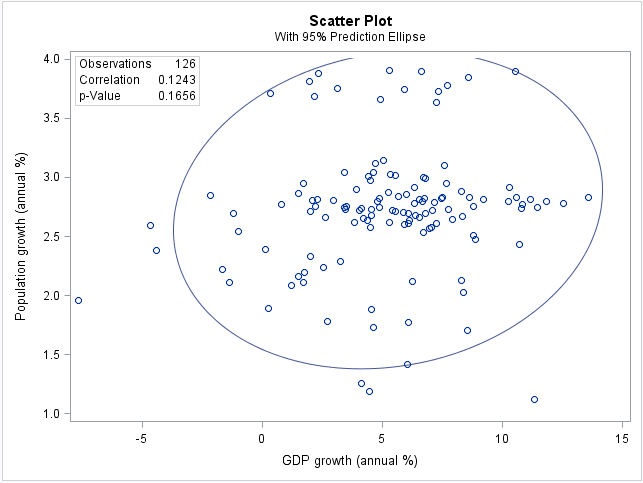 Scatter Plot
With 95% Prediction Ellipse
Observations 126
Correlation 0.1243
p-Value 0.1656
Population growth (annual %)
4.0
3.5
3.0
2.5
2.0
1.5
1.0
-5 0 5 10 15
GDP growth (annual %)